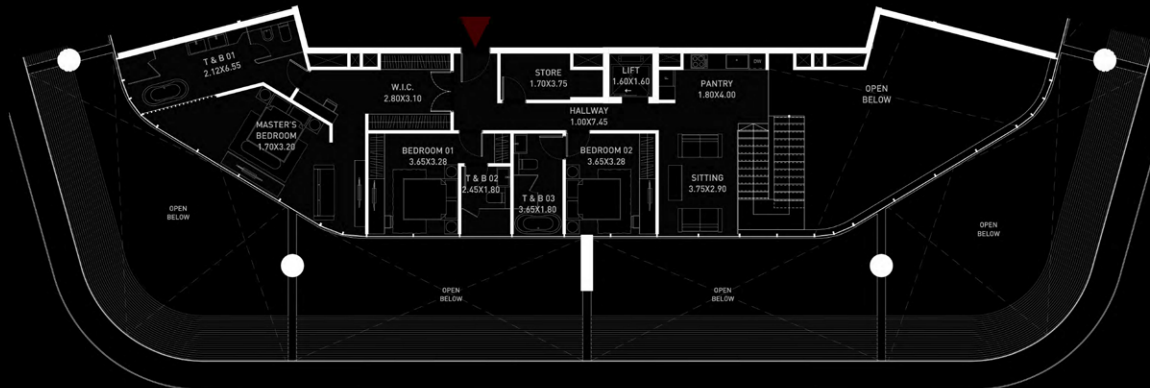 T & B 01
2.12X6.55
W.I.C.
2.80X3.10
STORE
1.70X3.75
LIFT
1.60X1.60
PANTRY
1.80X4.00
OPEN
BELOW
HALLWAY
1.00X7.45
MASTER'S
BEDROOM
1.70X3.20
BEDROOM 01
3.65X3.28
T & B 02
2.45X1.80
T & B 03
3.65X1.80
BEDROOM 02
3.65X3.28
SITTING
3.75X2.90
OPEN
BELOW
OPEN
BELOW
OPEN
BELOW
OPEN
BELOW